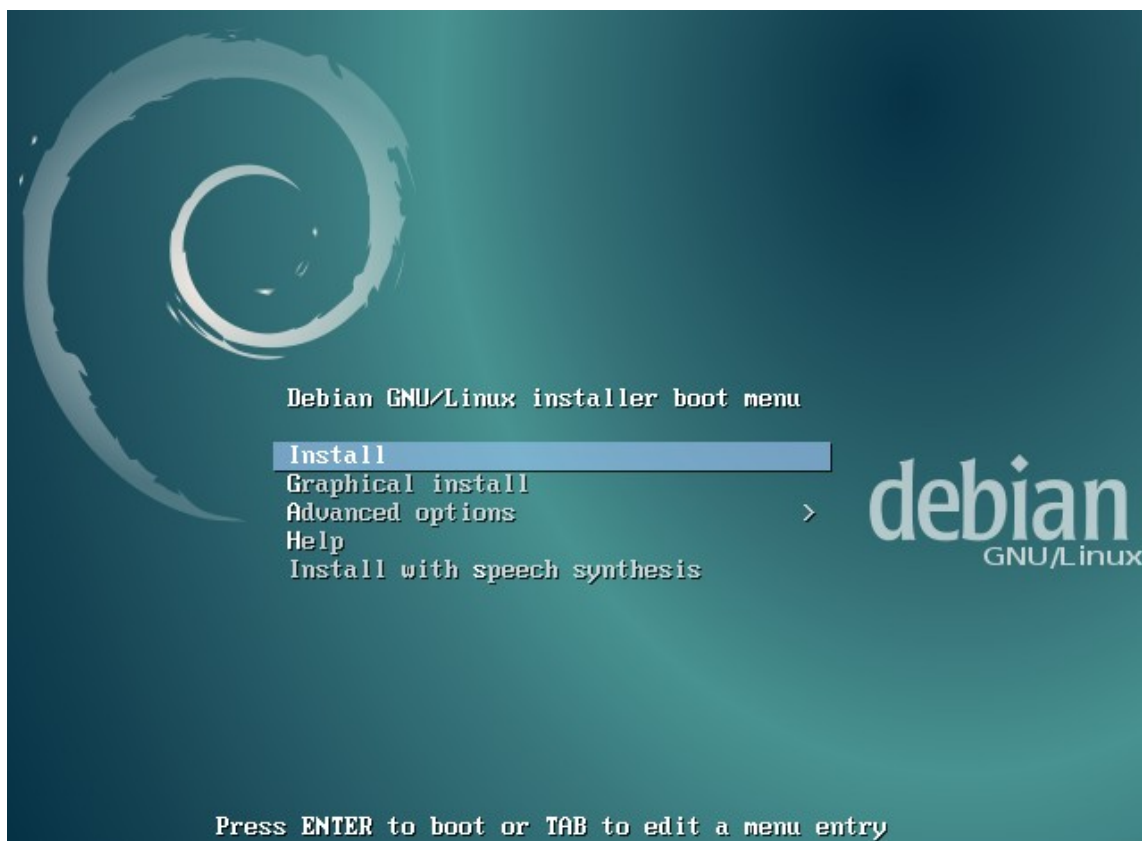 Debian GNU/Linux installer boot menu
Install
Graphical install
Advanced options >
Help
Install with speech synthesis
debian
GNU/Linux
Press ENTER to boot or TAB to edit a menu entry